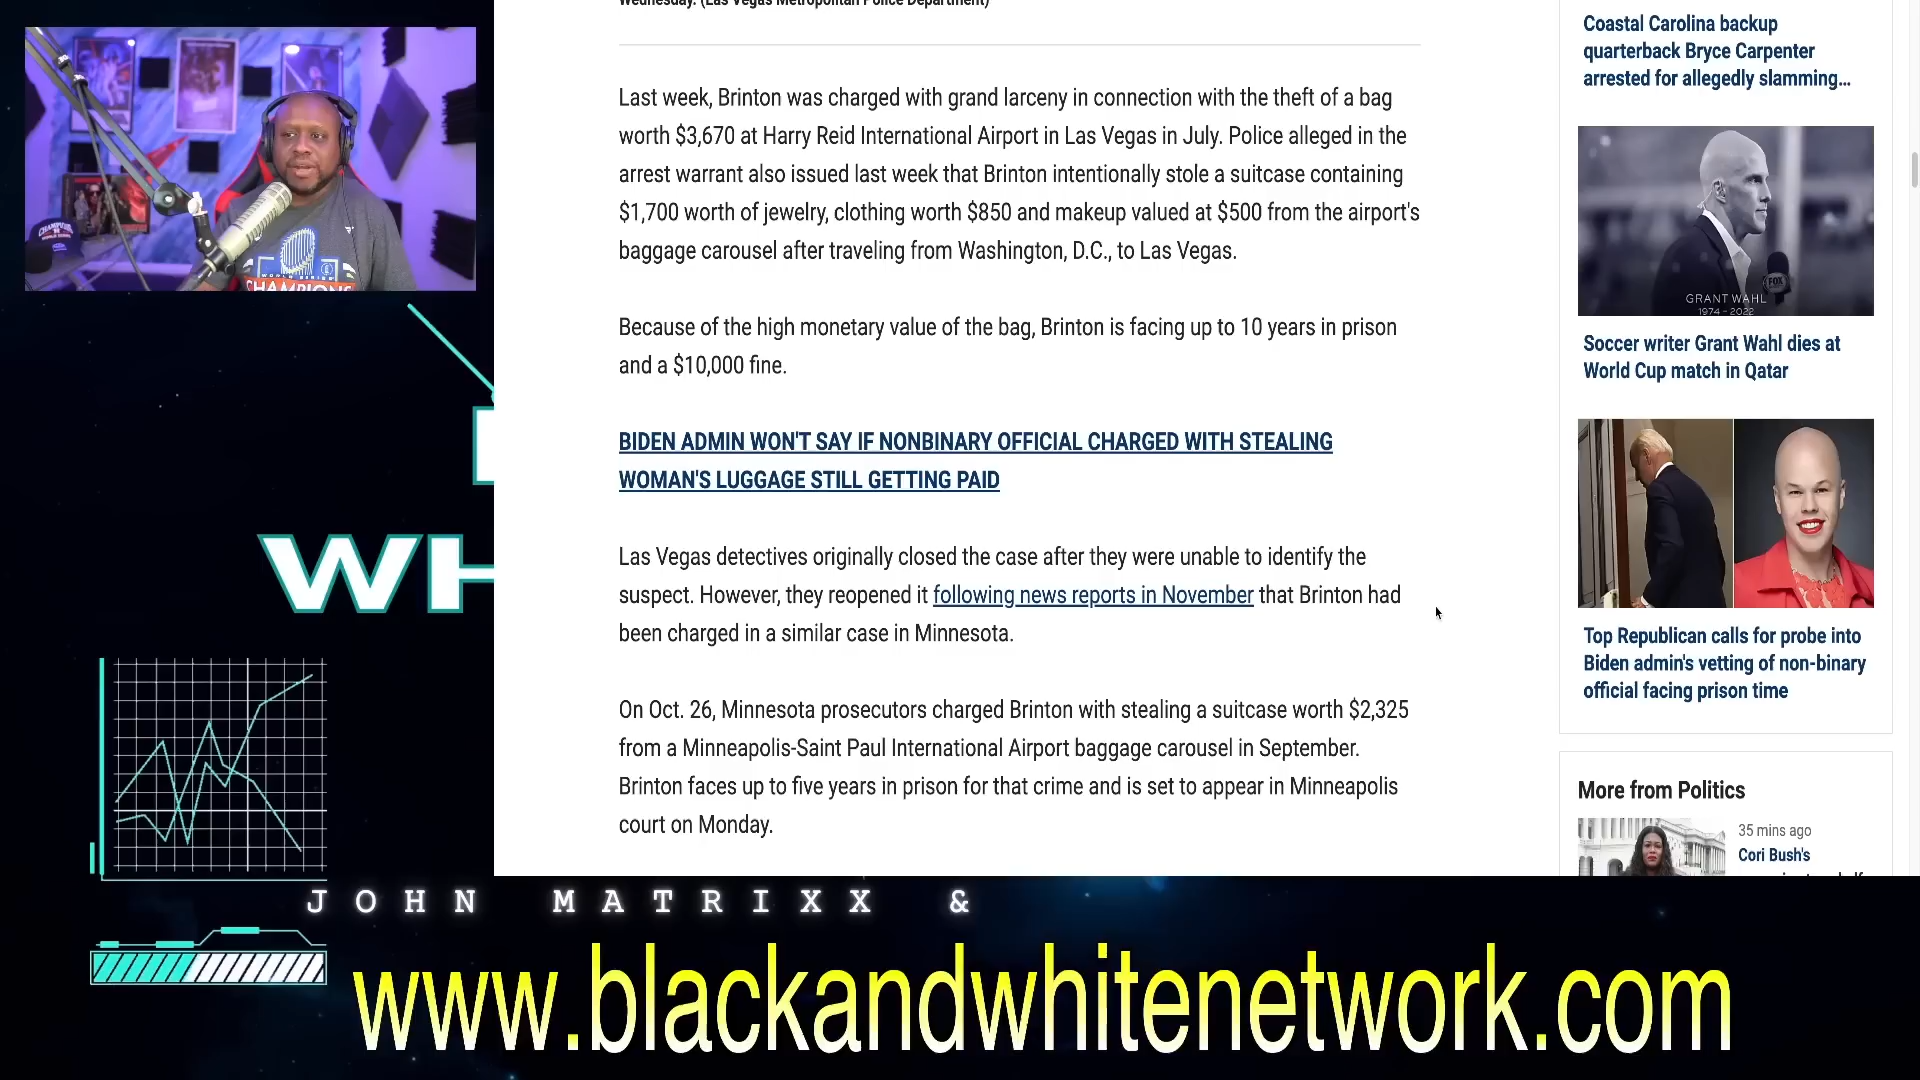 Wednesday. (Las Vegas Metropolitan Police Department)
Last week, Brinton was charged with grand larceny in connection with the theft of a bag
worth $3,670 at Harry Reid International Airport in Las Vegas in July. Police alleged in the
arrest warrant also issued last week that Brinton intentionally stole a suitcase containing
$1,700 worth of jewelry, clothing worth $850 and makeup valued at $500 from the airport's
baggage carousel after traveling from Washington, D.C., to Las Vegas.
Because of the high monetary value of the bag, Brinton is facing up to 10 years in prison
and a $10,000 fine.
BIDEN ADMIN WON'T SAY IF NONBINARY OFFICIAL CHARGED WITH STEALING
WOMAN'S LUGGAGE STILL GETTING PAID
Las Vegas detectives originally closed the case after they were unable to identify the
suspect. However, they reopened it following news reports in November that Brinton had
been charged in a similar case in Minnesota.
On Oct. 26, Minnesota prosecutors charged Brinton with stealing a suitcase worth $2,325
from a Minneapolis-Saint Paul International Airport baggage carousel in September.
Brinton faces up to five years in prison for that crime and is set to appear in Minneapolis
court on Monday.
Coastal Carolina backup
quarterback Bryce Carpenter
arrested for allegedly slamming...
FOX
GRANT WAHL
1974 - 2022
Soccer writer Grant Wahl dies at
World Cup match in Qatar
Top Republican calls for probe into
Biden admin's vetting of non-binary
official facing prison time
More from Politics
35 mins ago
Cori Bush's
WORLD SERIES
CHAMPIONS
WH
JOHN MATRIXX &
www.blackandwhitenetwork.com